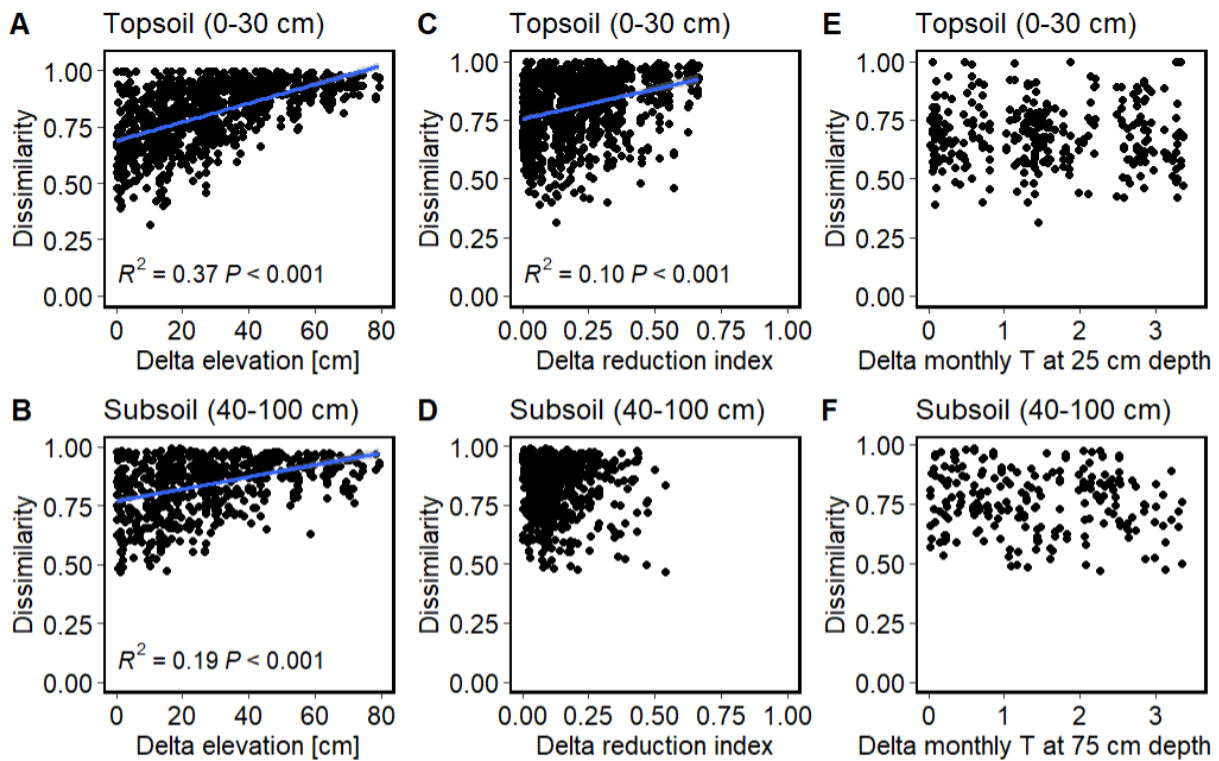 A Topsoil (0-30 cm)
Dissimilarity
1.00
0.75
0.50
0.25
0.00
R² = 0.37 P < 0.001
0 20 40 60 80
Delta elevation [cm]
C Topsoil (0-30 cm)
Dissimilarity
1.00
0.75
0.50
0.25
0.00
R² = 0.10 P < 0.001
0.00 0.25 0.50 0.75 1.00
Delta reduction index
E Topsoil (0-30 cm)
Dissimilarity
1.00
0.75
0.50
0.25
0.00
0 1 2 3
Delta monthly T at 25 cm depth
B Subsoil (40-100 cm)
Dissimilarity
1.00
0.75
0.50
0.25
0.00
R² = 0.19 P < 0.001
0 20 40 60 80
Delta elevation [cm]
D Subsoil (40-100 cm)
Dissimilarity
1.00
0.75
0.50
0.25
0.00
0.00 0.25 0.50 0.75 1.00
Delta reduction index
F Subsoil (40-100 cm)
Dissimilarity
1.00
0.75
0.50
0.25
0.00
0 1 2 3
Delta monthly T at 75 cm depth